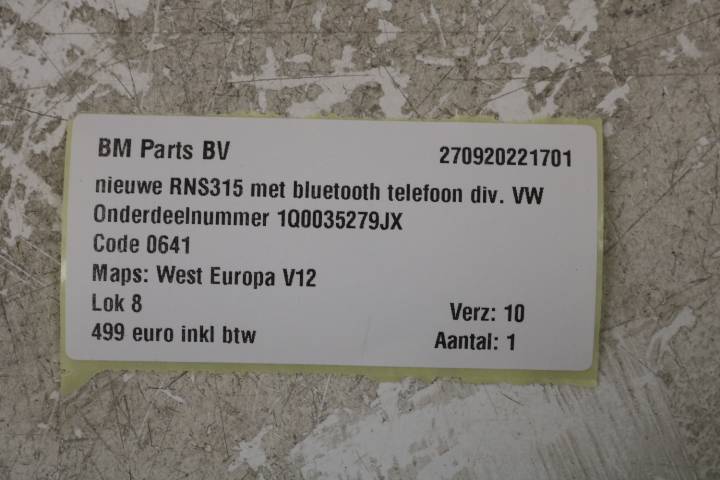 BM Parts BV 270920221701
nieuwe RNS315 met bluetooth telefoon div. VW
Onderdeelnummer 1Q0035279JX
Code 0641
Maps: West Europa V12
Lok 8 Verz: 10
499 euro inkl btw Aantal: 1